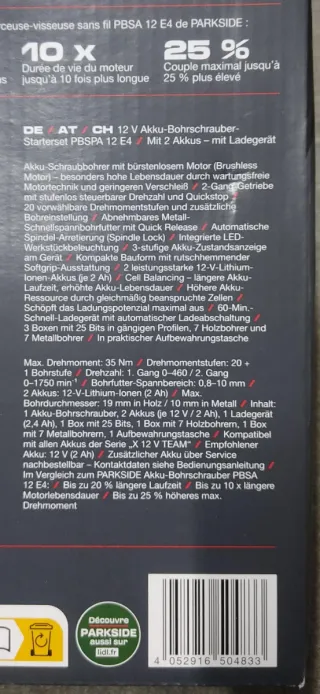 ceuse-visseuse sans fil PBSA 12 E4 de PARKSIDE :
10 x
Durée de vie du moteur
jusqu'à 10 fois plus longue
25 %
Couple maximal jusqu'à
25 % plus élevé
DE / AT / CH 12 V Akku-Bohrschrauber-
Starterset PBSPA 12 E4 / Mit 2 Akkus – mit Ladegerät
Akku-Schraubbohrer mit bürstenlosem Motor (Brushless
Motor) – besonders hohe Lebensdauer durch wartungsfreie
Motortechnik und geringeren Verschleiß / 2-Gang-Getriebe
mit stufenlos steuerbarer Drehzahl und Quickstop /
20 vorwählbare Drehmomentstufen und zusätzliche
Bohreinstellung / Abnehmbares Metall-
Schnellspannbohrfutter mit Quick Release / Automatische
Spindel-Arretierung (Spindle Lock) / Integrierte LED-
Werkstückbeleuchtung / 3-stufige Akku-Zustandsanzeige
am Gerät / Kompakte Bauform mit rutschhemmender
Softgrip-Ausstattung / 2 leistungsstarke 12-V-Lithium-
Ionen-Akkus (je 2 Ah) / Cell Balancing – längere Akku-
Laufzeit, erhöhte Akku-Lebensdauer / Höhere Akku-
Ressource durch gleichmäßig beanspruchte Zellen /
Schöpft das Ladungspotenzial maximal aus / 60-Min.-
Schnell-Ladegerät mit automatischer Ladeabschaltung /
3 Boxen mit 25 Bits in gängigen Profilen, 7 Holzbohrer und
7 Metallbohrer / In praktischer Aufbewahrungstasche
Max. Drehmoment: 35 Nm / Drehmomentstufen: 20 +
1 Bohrstufe / Drehzahl: 1. Gang 0–460 / 2. Gang
0–1750 min⁻¹ / Bohrfutter-Spannbereich: 0,8–10 mm /
2 Akkus: 12-V-Lithium-Ionen (2 Ah) / Max.
Bohrdurchmesser: 19 mm in Holz / 10 mm in Metall / Inhalt:
1 Akku-Bohrschrauber, 2 Akkus (je 12 V / 2 Ah), 1 Ladegerät
(2,4 Ah), 1 Box mit 25 Bits, 1 Box mit 7 Holzbohrern, 1 Box
mit 7 Metallbohrern, 1 Aufbewahrungstasche / Kompatibel
mit allen Akkus der Serie „X 12 V TEAM“ / Empfohlener
Akku: 12 V (2 Ah) / Zusätzlicher Akku über Service
nachbestellbar – Kontaktdaten siehe Bedienungsanleitung /
Im Vergleich zum PARKSIDE Akku-Bohrschrauber PBSA
12 E4: / Bis zu 20 % längere Laufzeit / Bis zu 10 x längere
Motorlebensdauer / Bis zu 25 % höheres max.
Drehmoment
Découvre
PARKSIDE
aussi sur
lidl.fr
4 052916 504833